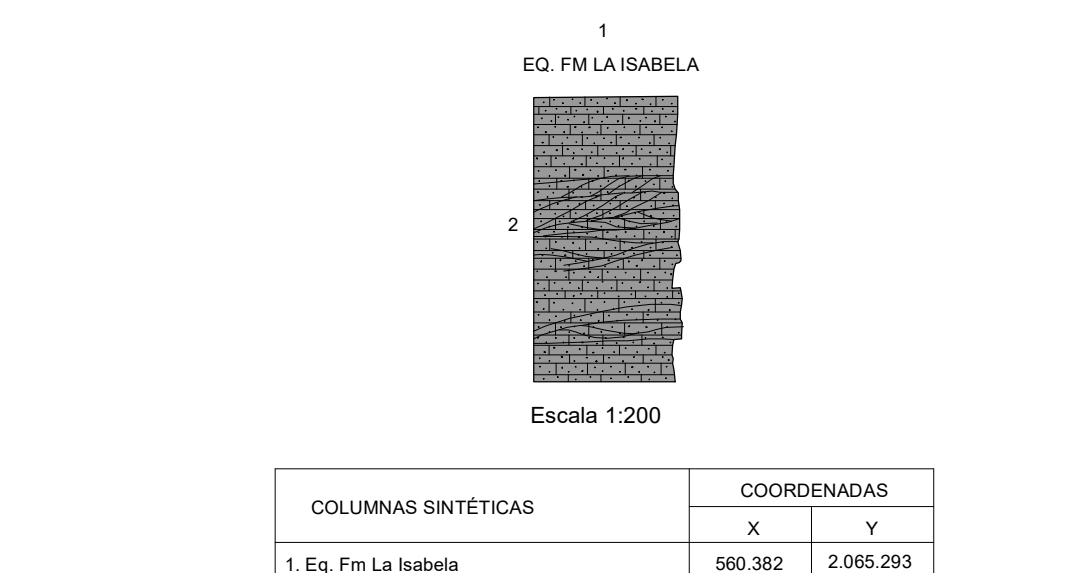 1
EQ. FM LA ISABELA
2
Escala 1:200
COLUMNAS SINTÉTICAS
COORDENADAS
X Y
1. Eq. Fm La Isabela 560.382 2.065.293